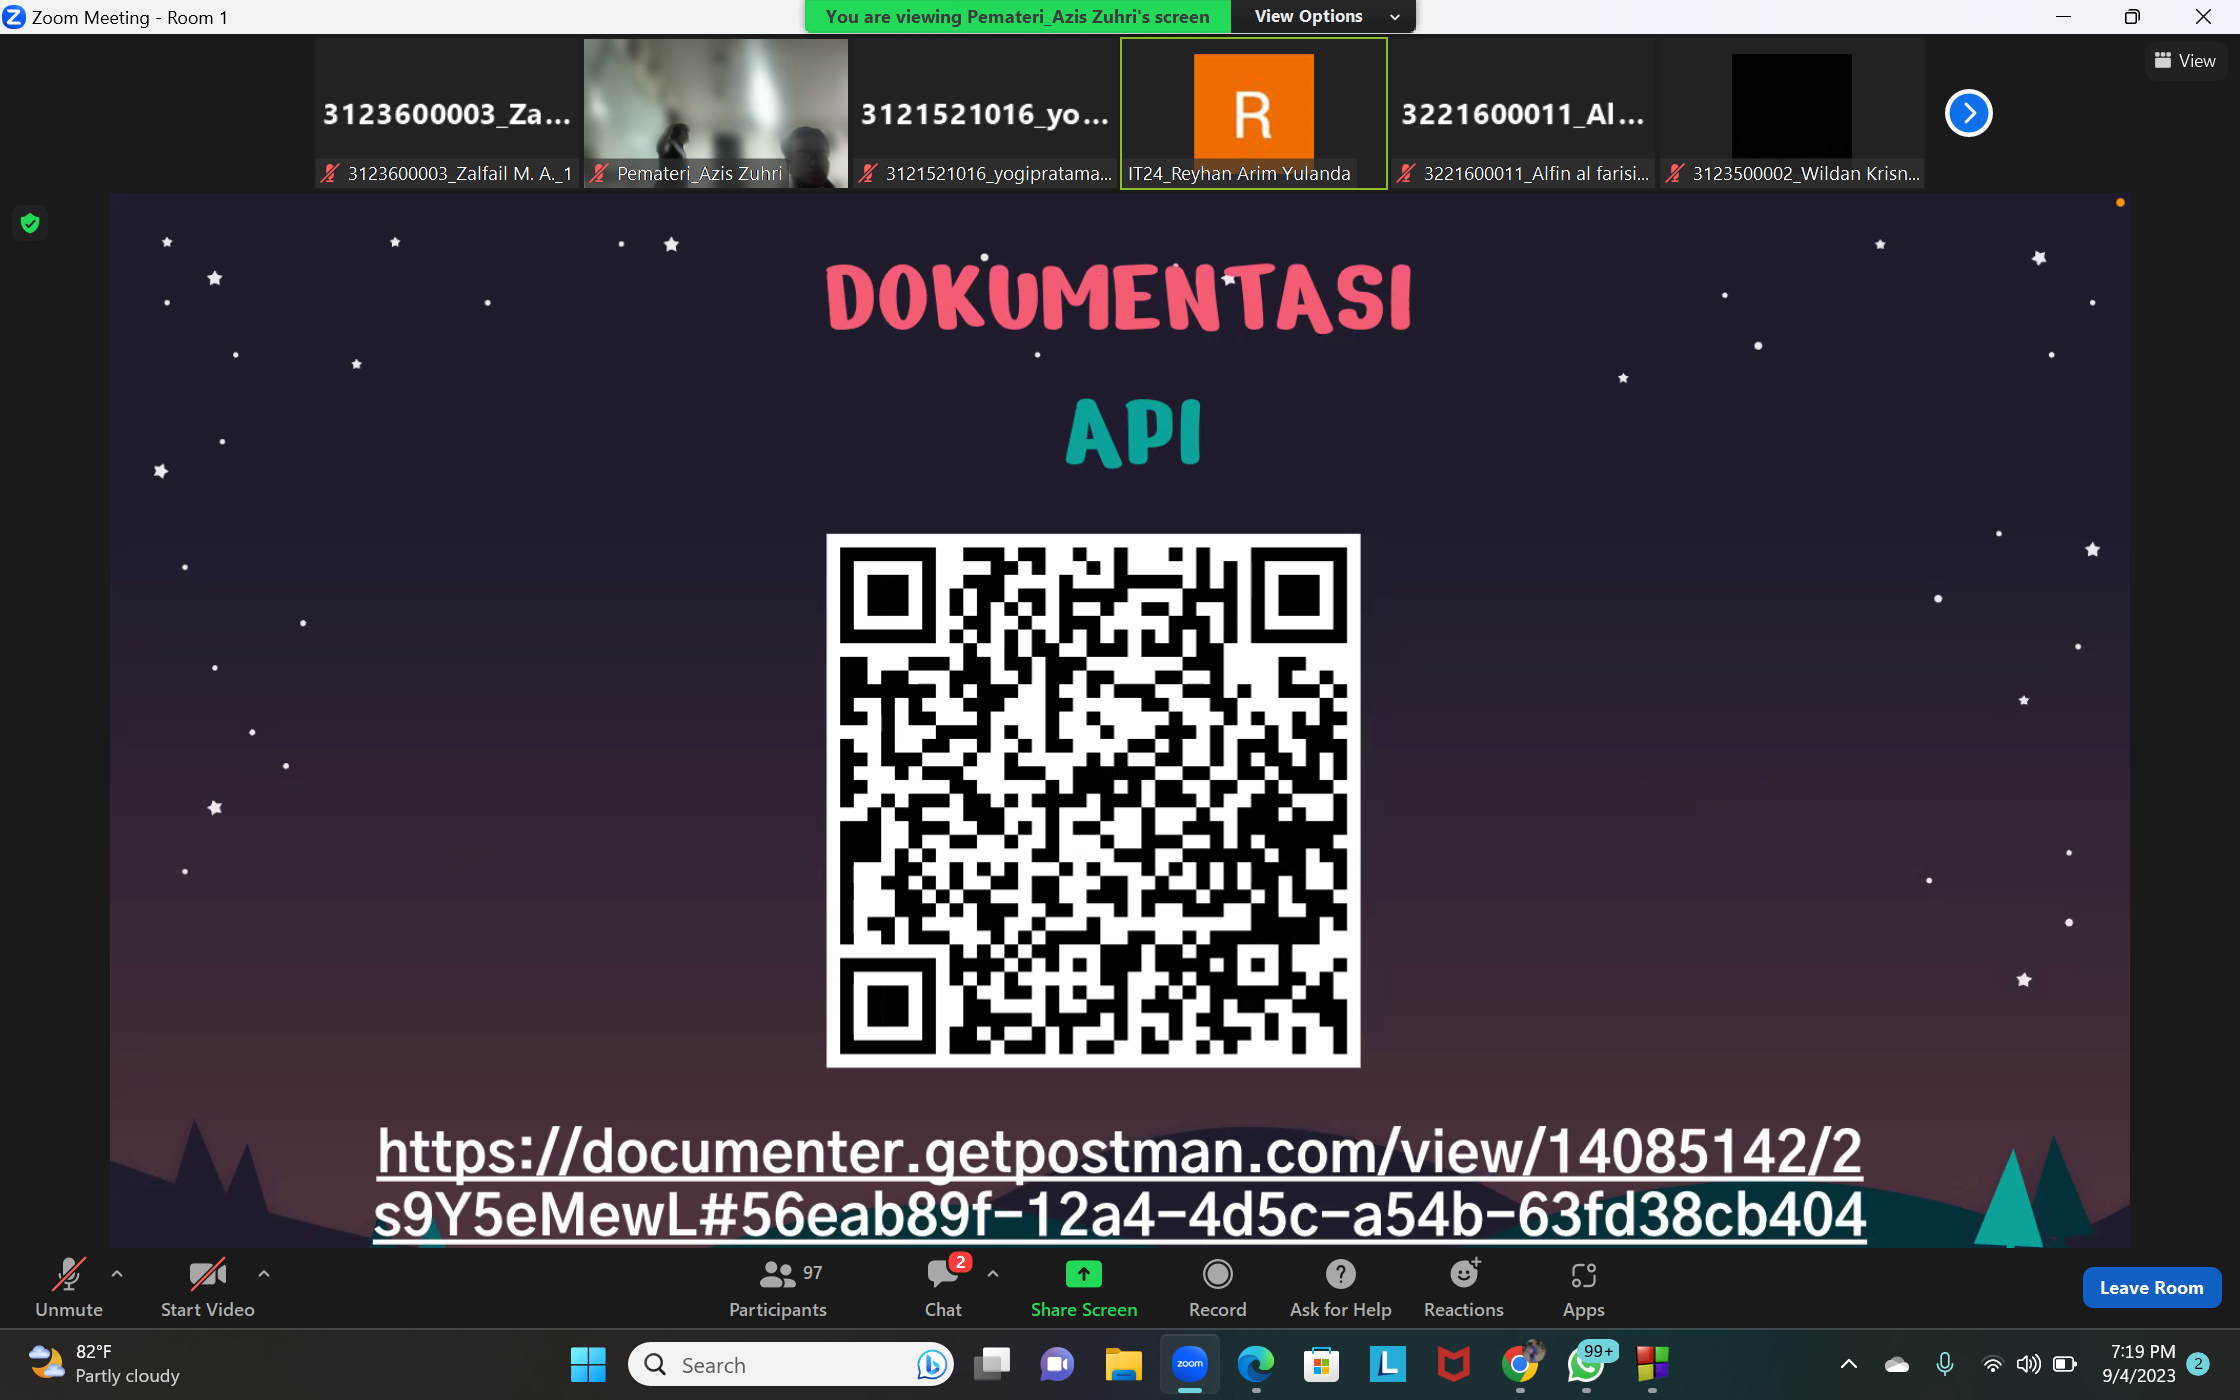 Zoom Meeting - Room 1
You are viewing Pemateri_Azis Zuhri's screen
View Options
View
3123600003_Za...
3121521016_yo...
R
3221600011_Al...
3123600003_Zalfail M. A._1
Pemateri_Azis Zuhri
3121521016_yogipratama...
IT24_Reyhan Arim Yulanda
3221600011_Alfin al farisi...
3123500002_Wildan Krisn...
DOKUMENTASI
API
https://documenter.getpostman.com/view/14085142/2
s9Y5eMewL#56eab89f-12a4-4d5c-a54b-63fd38cb404
Unmute
Start Video
97
Participants
2
Chat
Share Screen
Record
Ask for Help
Reactions
Apps
Leave Room
82°F
Partly cloudy
Search
zoom
L
99+
7:19 PM
9/4/2023
2